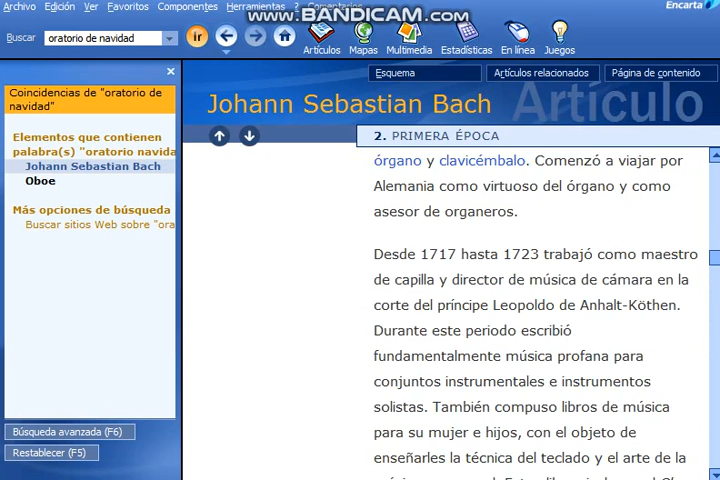 Archivo Edición Ver Favoritos Componentes Herramientas ?
www.BANDICAM.com
Encarta
Buscar oratorio de navidad
ir
Artículos Mapas Multimedia Estadísticas En línea Juegos
Coincidencias de "oratorio de
navidad"
Elementos que contienen
palabra(s) "oratorio navida
Johann Sebastian Bach
Oboe
Más opciones de búsqueda
Buscar sitios Web sobre "ora
Búsqueda avanzada (F6)
Restablecer (F5)
Esquema Artículos relacionados Página de contenido
Johann Sebastian Bach
Artículo
2. PRIMERA ÉPOCA
órgano y clavicémbalo. Comenzó a viajar por
Alemania como virtuoso del órgano y como
asesor de organeros.
Desde 1717 hasta 1723 trabajó como maestro
de capilla y director de música de cámara en la
corte del príncipe Leopoldo de Anhalt-Köthen.
Durante este periodo escribió
fundamentalmente música profana para
conjuntos instrumentales e instrumentos
solistas. También compuso libros de música
para su mujer e hijos, con el objeto de
enseñarles la técnica del teclado y el arte de la